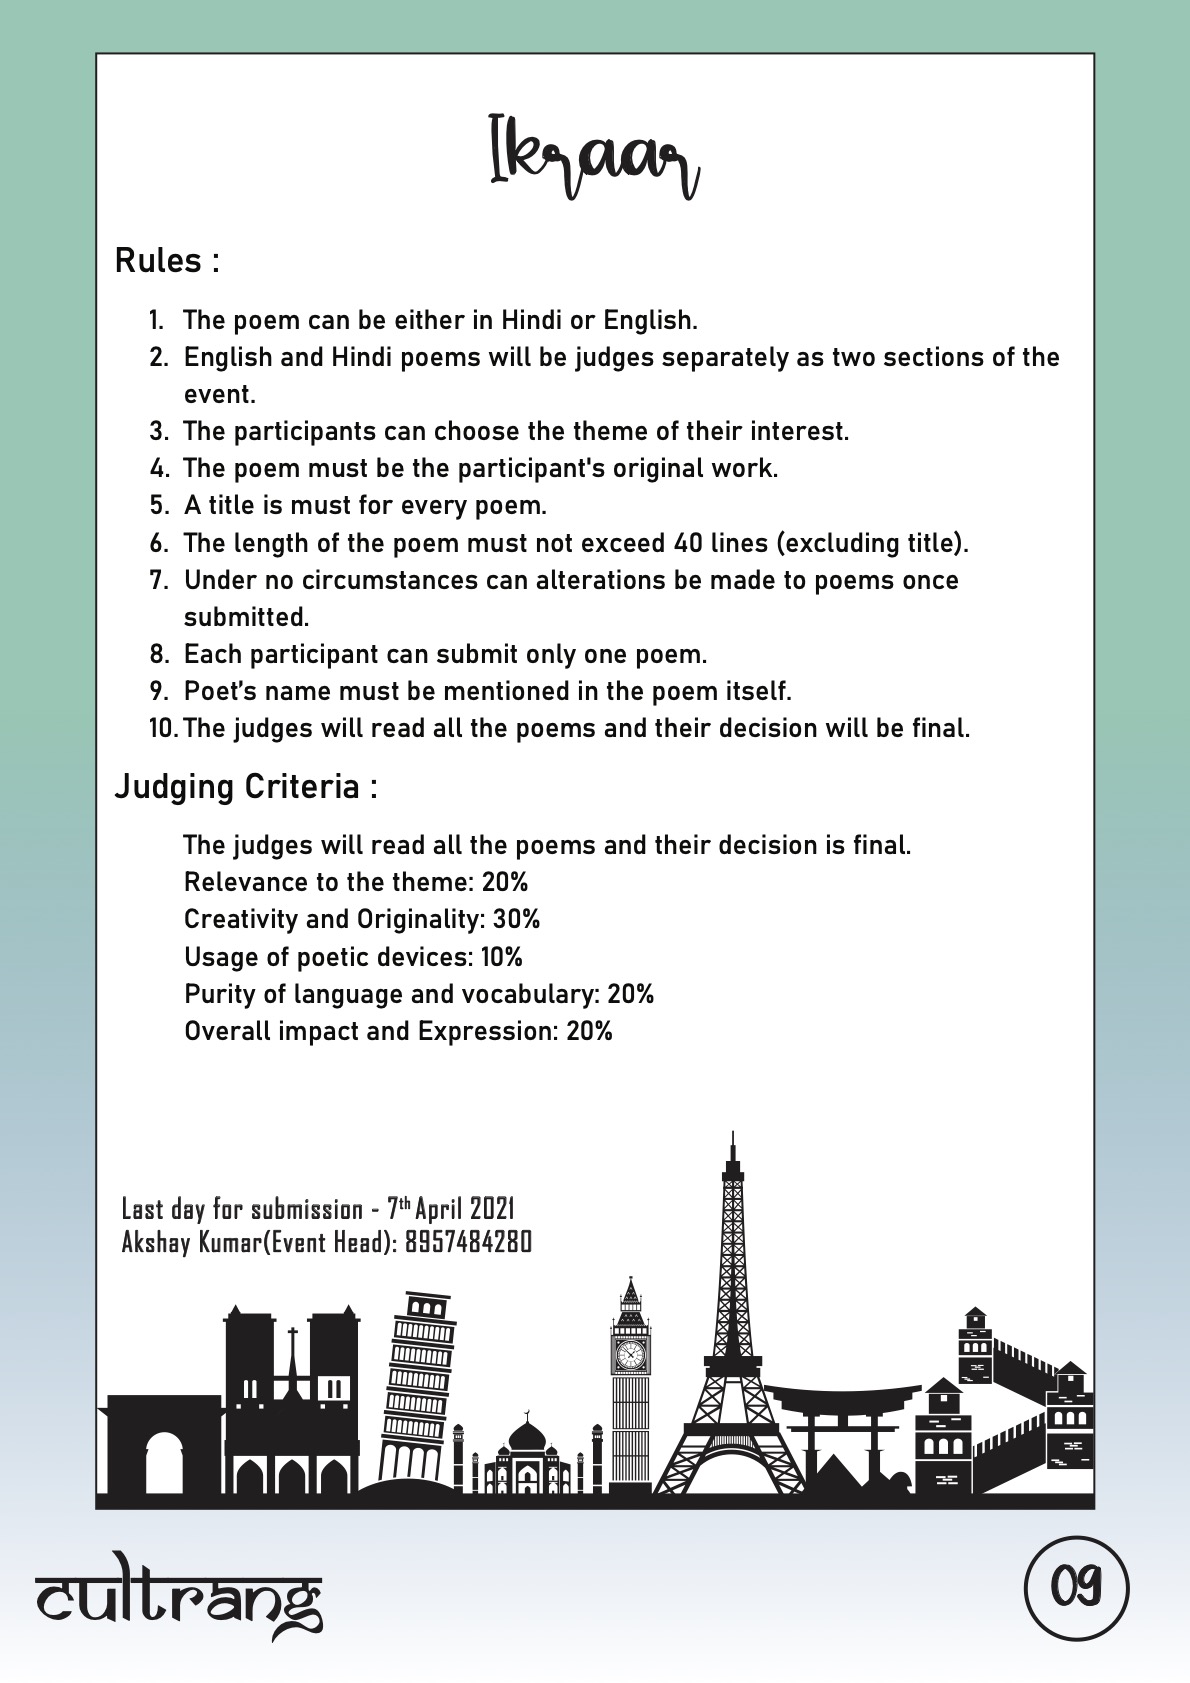 Ikraar
Rules :
1. The poem can be either in Hindi or English.
2. English and Hindi poems will be judges separately as two sections of the
event.
3. The participants can choose the theme of their interest.
4. The poem must be the participant's original work.
5. A title is must for every poem.
6. The length of the poem must not exceed 40 lines (excluding title).
7. Under no circumstances can alterations be made to poems once
submitted.
8. Each participant can submit only one poem.
9. Poet’s name must be mentioned in the poem itself.
10. The judges will read all the poems and their decision will be final.
Judging Criteria :
The judges will read all the poems and their decision is final.
Relevance to the theme: 20%
Creativity and Originality: 30%
Usage of poetic devices: 10%
Purity of language and vocabulary: 20%
Overall impact and Expression: 20%
Last day for submission - 7th April 2021
Akshay Kumar(Event Head): 8957484280
cultrang
09